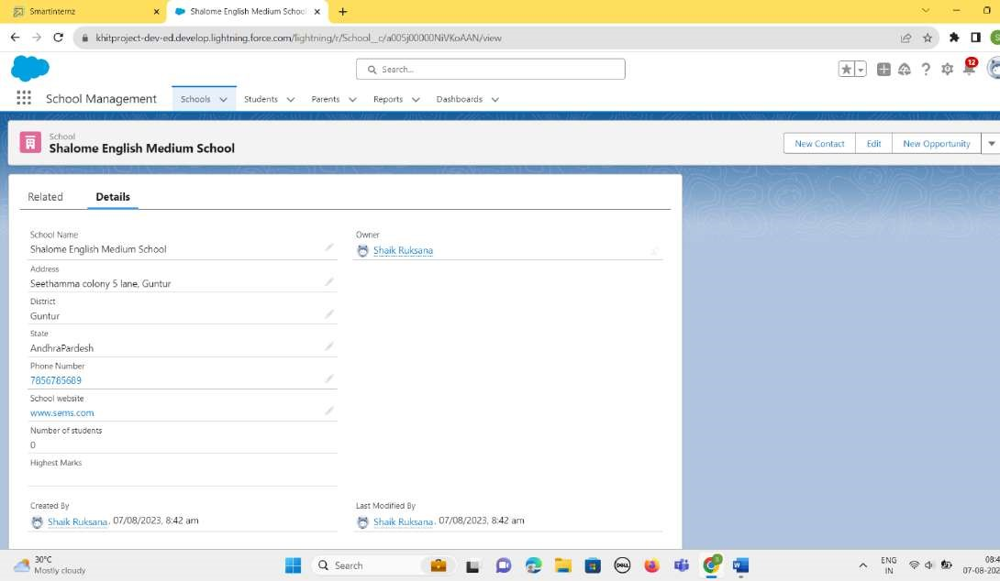 Smartinternz
Shalome English Medium School
khitproject-dev-ed.develop.lightning.force.com/lightning/r/School__c/a005j00000NiVKoAAN/view
Search...
12
School Management
Schools
Students
Parents
Reports
Dashboards
School
Shalome English Medium School
New Contact
Edit
New Opportunity
Related
Details
School Name
Shalome English Medium School
Owner
Shaik Ruksana
Address
Seethamma colony 5 lane, Guntur
District
Guntur
State
AndhraPardesh
Phone Number
7856785689
School website
www.sems.com
Number of students
0
Highest Marks
Created By
Shaik Ruksana, 07/08/2023, 8:42 am
Last Modified By
Shaik Ruksana, 07/08/2023, 8:42 am
30°C
Mostly cloudy
Search
DELL
ENG
IN
08:4
07-08-202